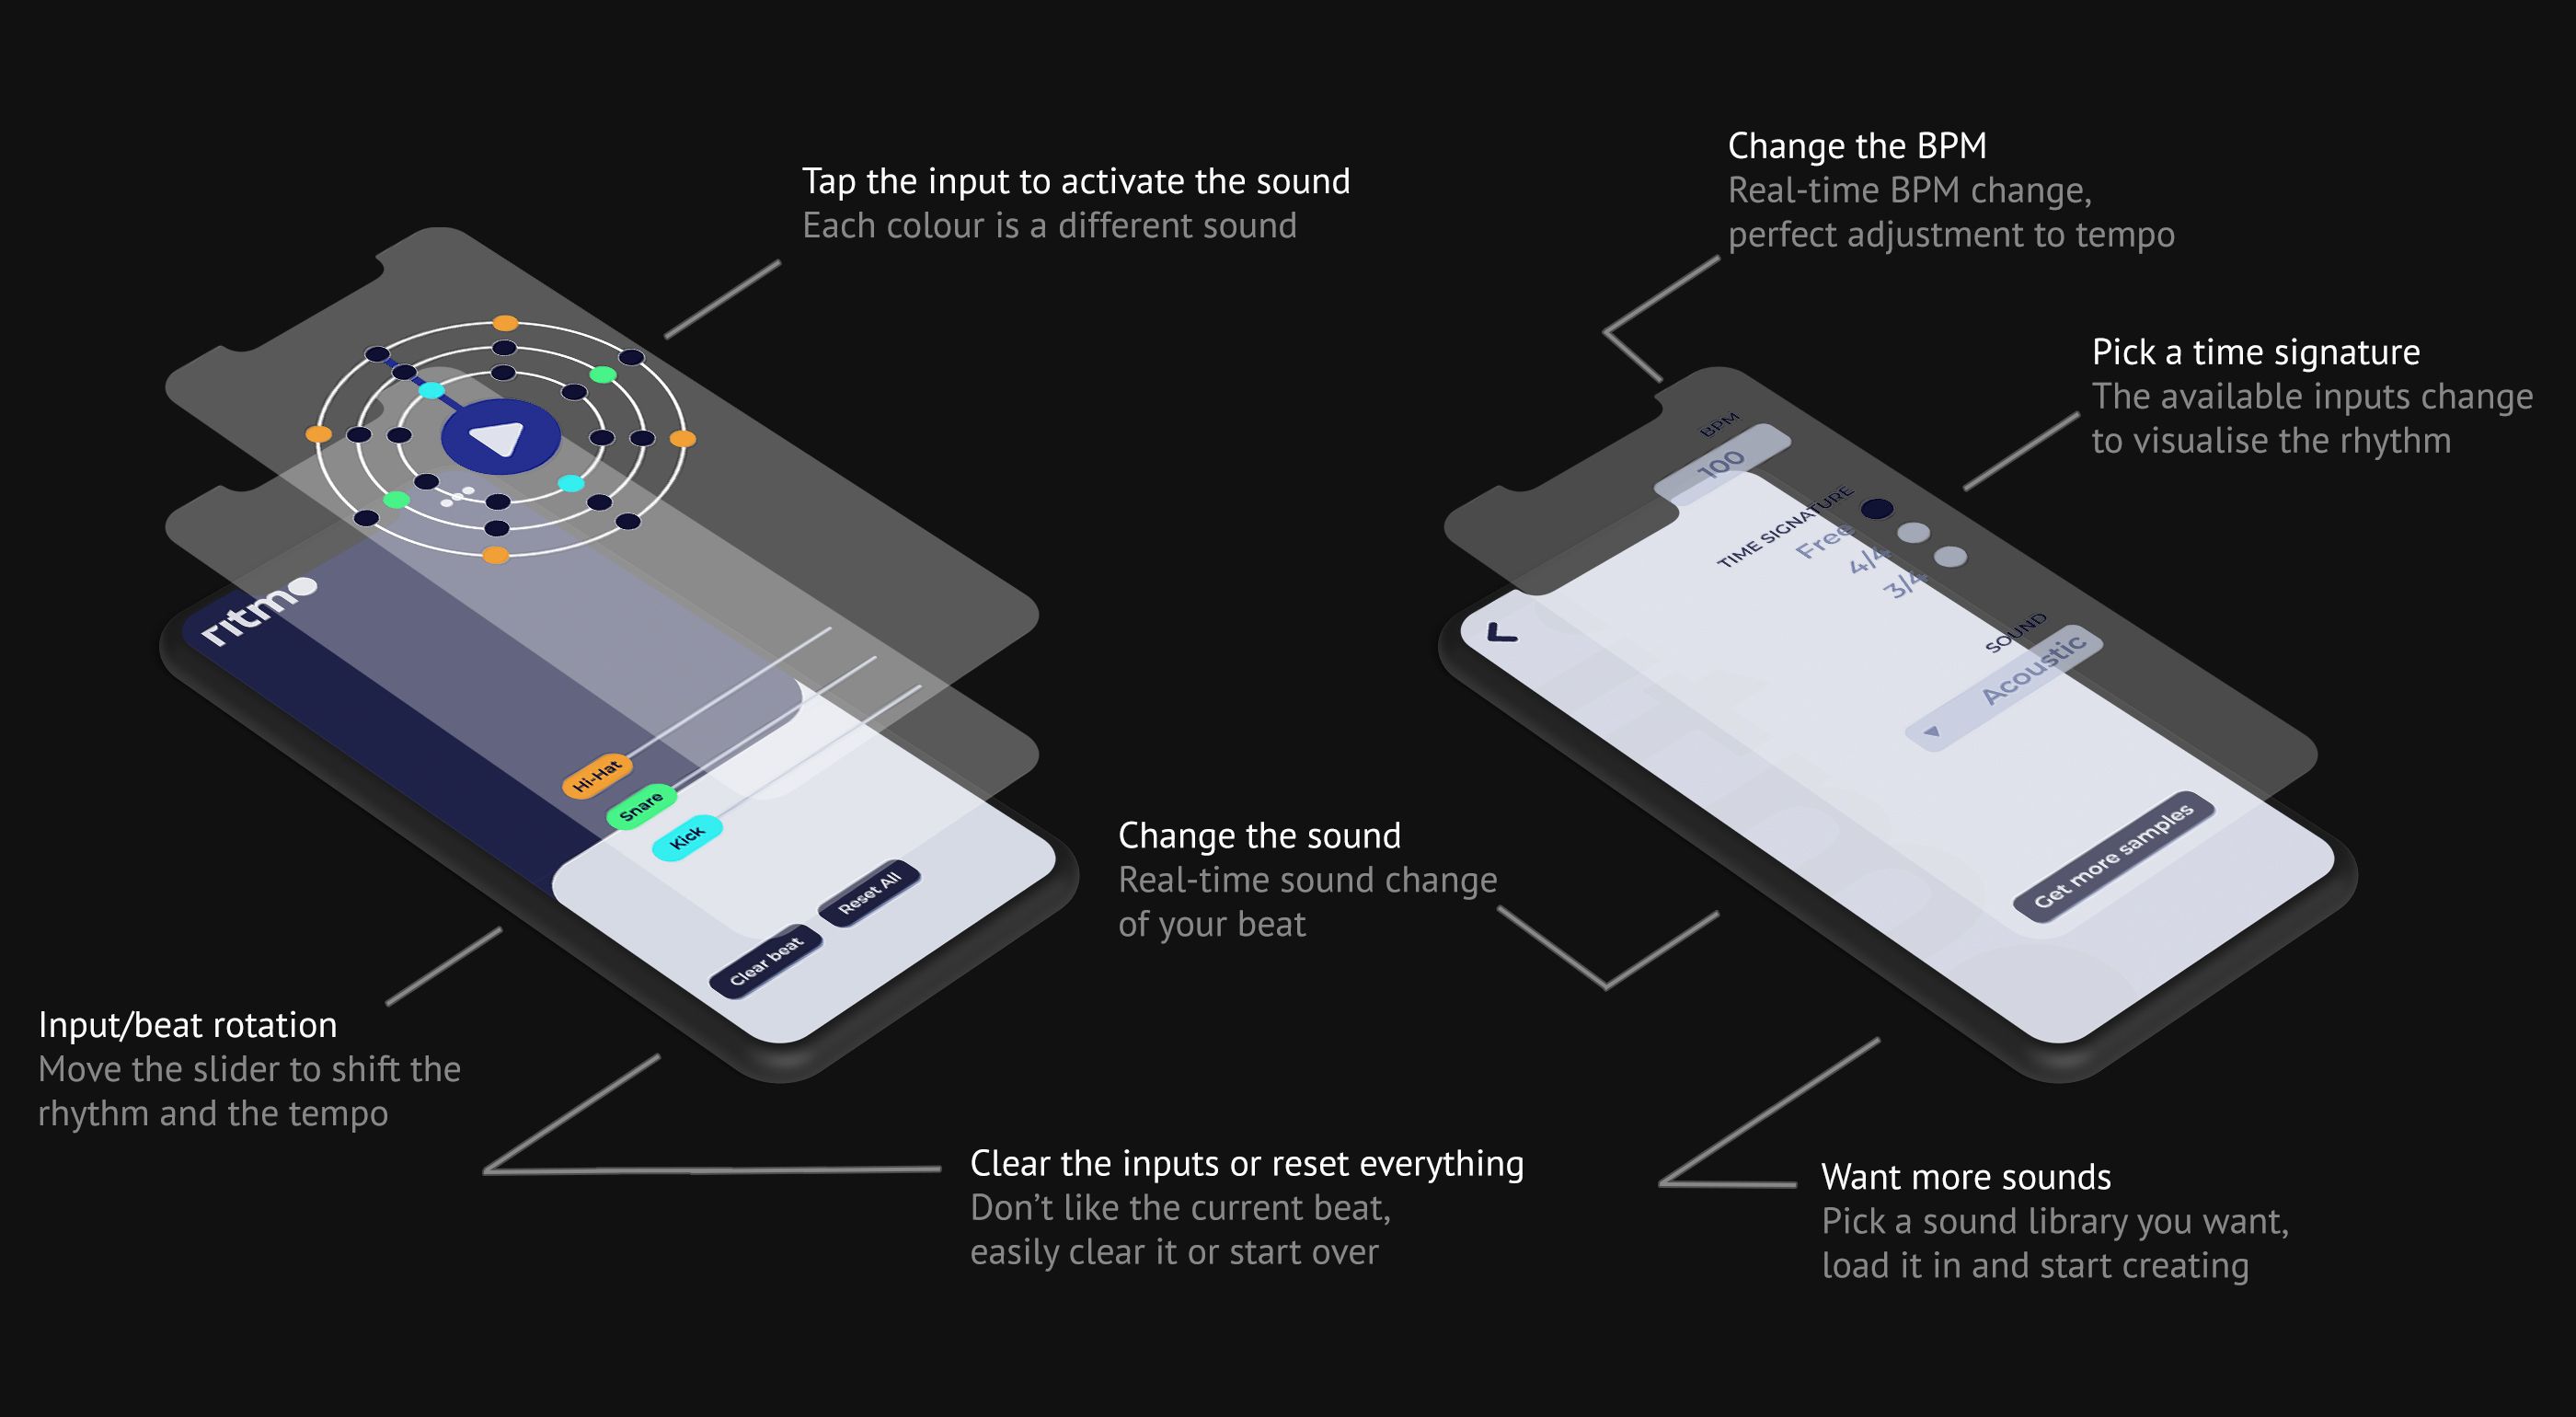 Tap the input to activate the sound
Each colour is a different sound
ritmo
Hi-Hat
Snare
Kick
Clear beat
Reset All
Input/beat rotation
Move the slider to shift the
rhythm and the tempo
Clear the inputs or reset everything
Don’t like the current beat,
easily clear it or start over
Change the BPM
Real-time BPM change,
perfect adjustment to tempo
Pick a time signature
The available inputs change
to visualise the rhythm
BPM
100
TIME SIGNATURE
Free
4/4
3/4
SOUND
Acoustic
Get more samples
Change the sound
Real-time sound change
of your beat
Want more sounds
Pick a sound library you want,
load it in and start creating